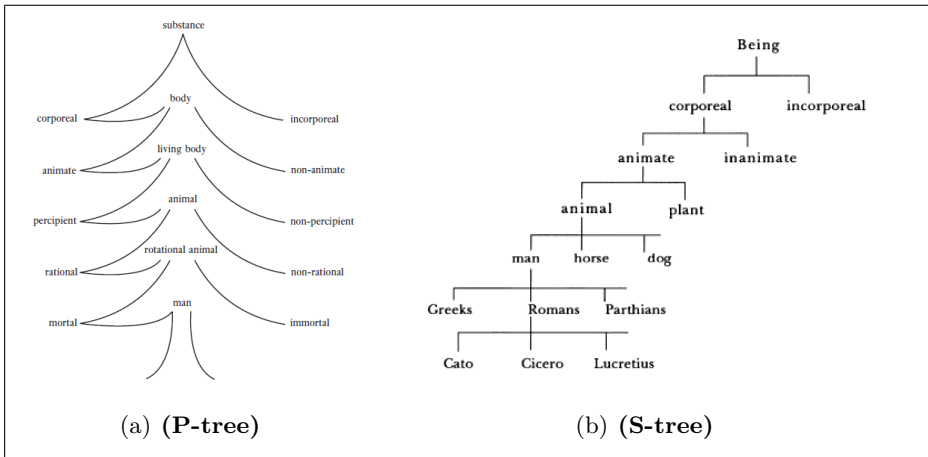 substance
body
corporeal incorporeal
living body
animate non-animate
animal
percipient non-percipient
rotational animal
rational non-rational
man
mortal immortal
(a) (P-tree)
Being
corporeal incorporeal
animate inanimate
animal plant
man horse dog
Greeks Romans Parthians
Cato Cicero Lucretius
(b) (S-tree)